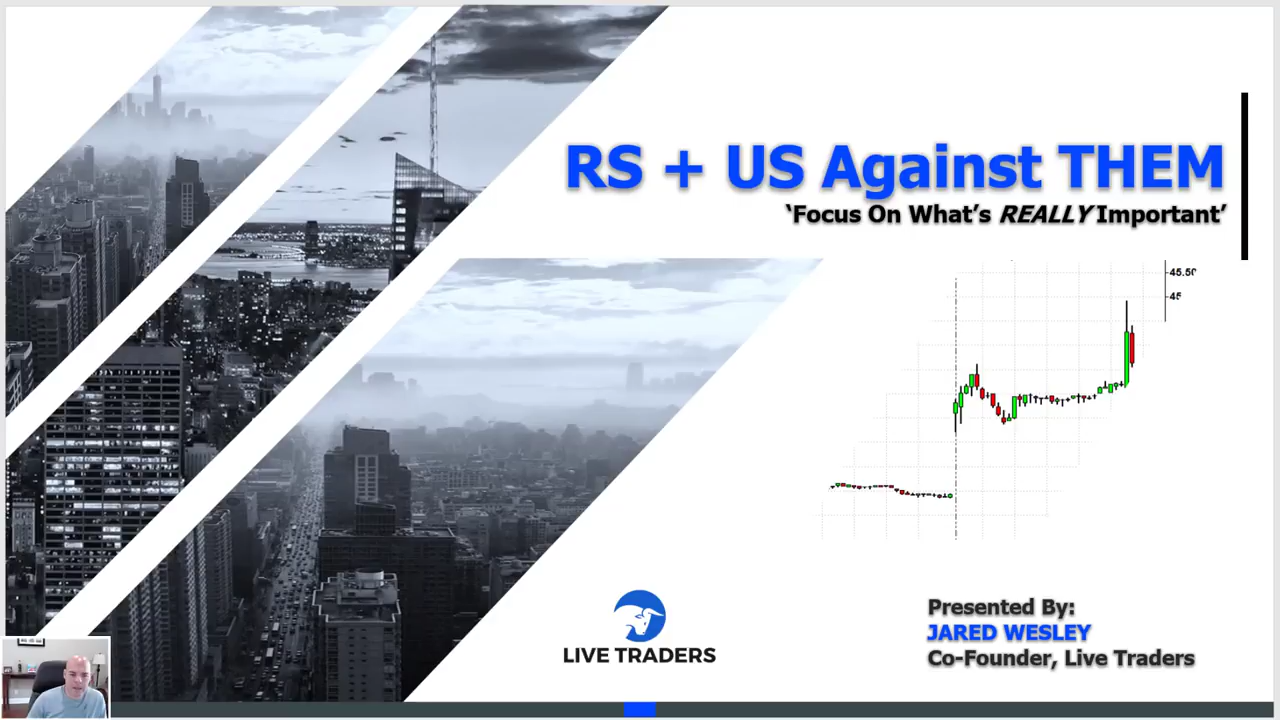 RS + US Against THEM
‘Focus On What’s REALLY Important’
45.50
45
LIVE TRADERS
Presented By:
JARED WESLEY
Co-Founder, Live Traders